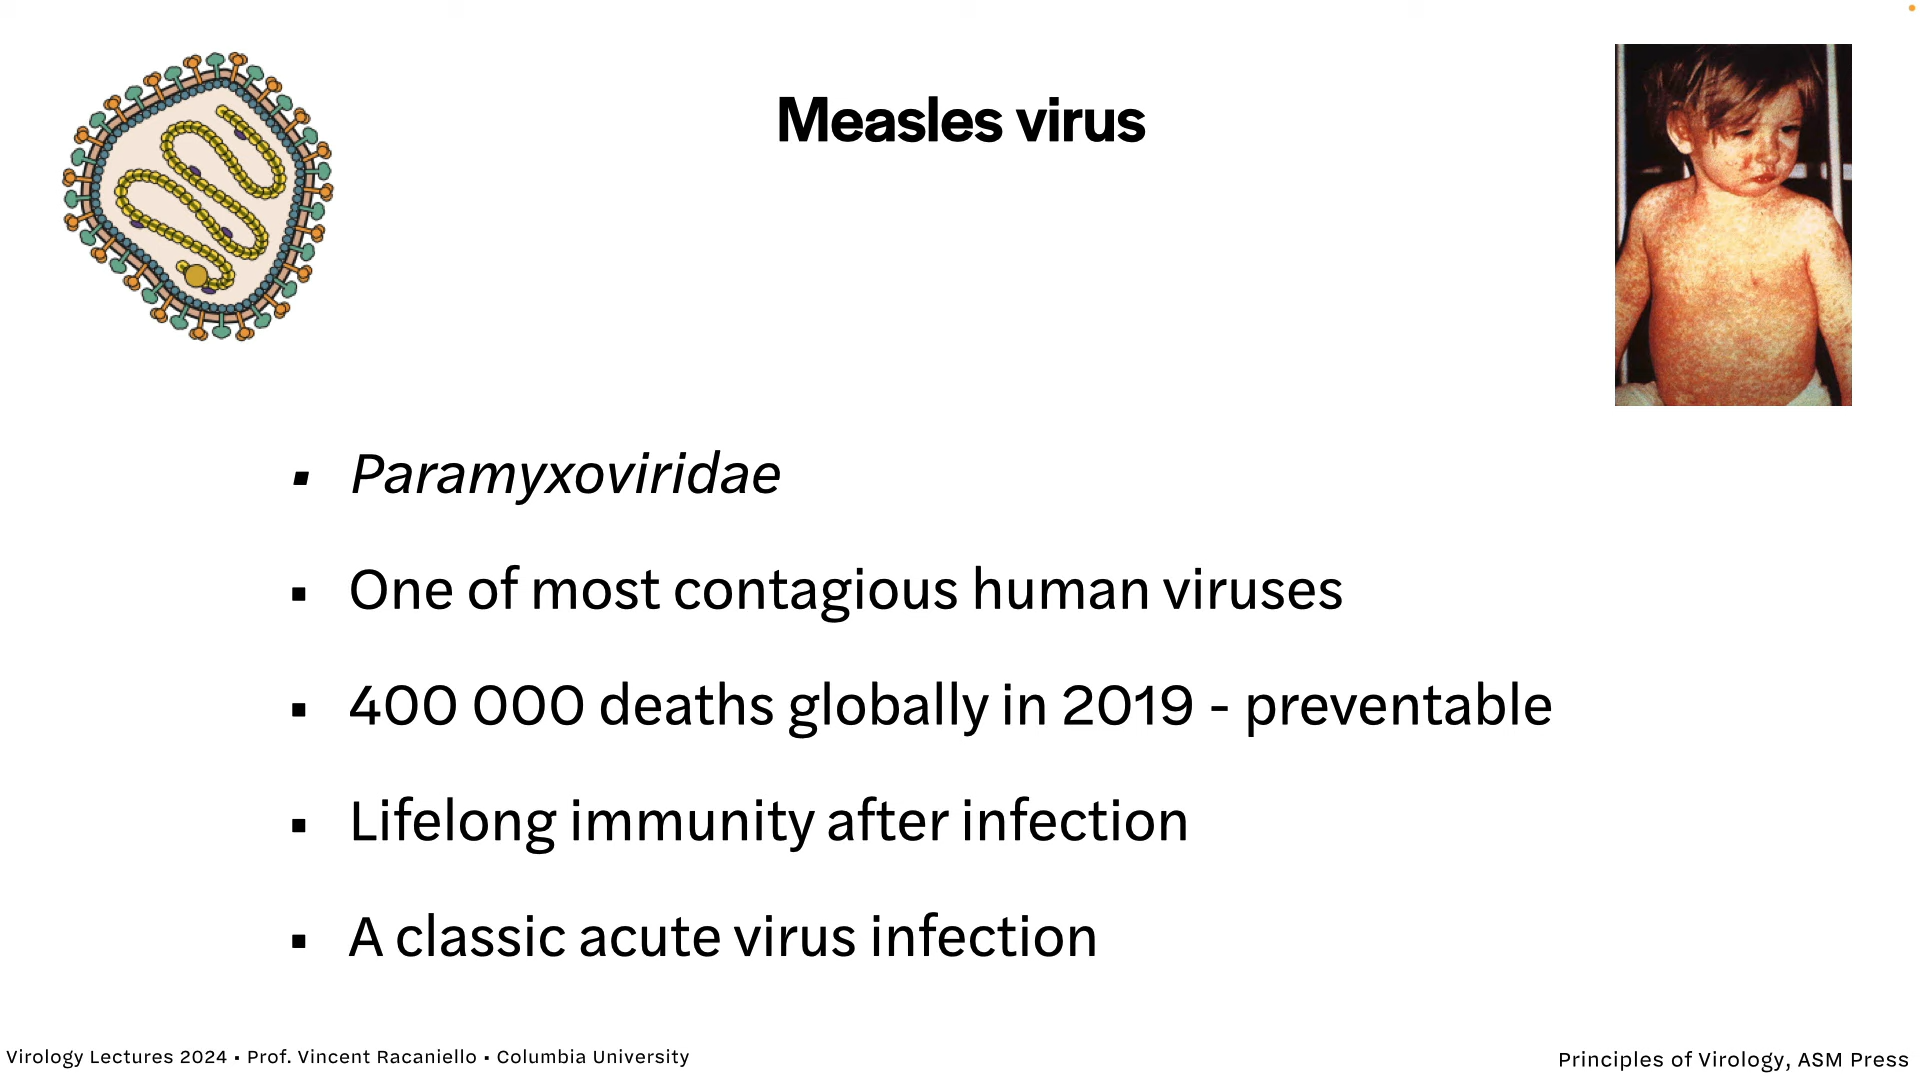 Measles virus
▪ Paramyxoviridae
▪ One of most contagious human viruses
▪ 400 000 deaths globally in 2019 - preventable
▪ Lifelong immunity after infection
▪ A classic acute virus infection
Virology Lectures 2024 • Prof. Vincent Racaniello • Columbia University
Principles of Virology, ASM Press